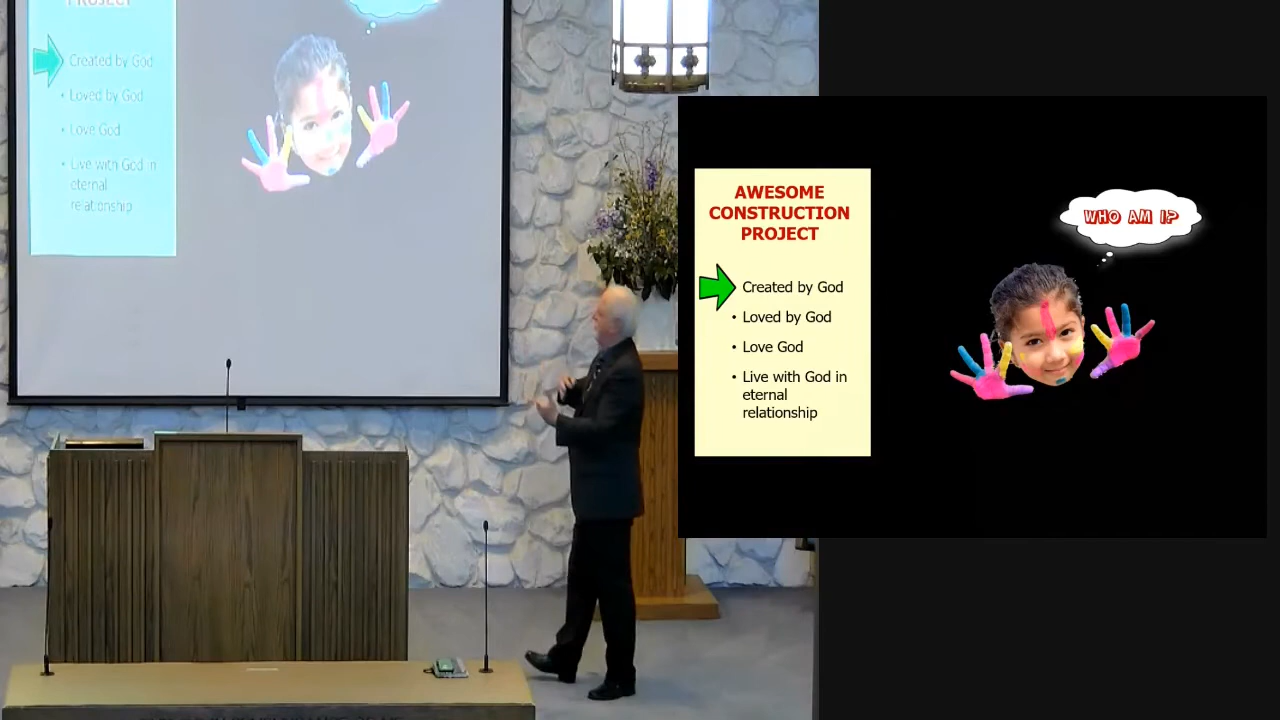 PROJECT
Created by God
• Loved by God
• Love God
• Live with God in
eternal
relationship
AWESOME
CONSTRUCTION
PROJECT
Created by God
• Loved by God
• Love God
• Live with God in
eternal
relationship
WHO AM I?